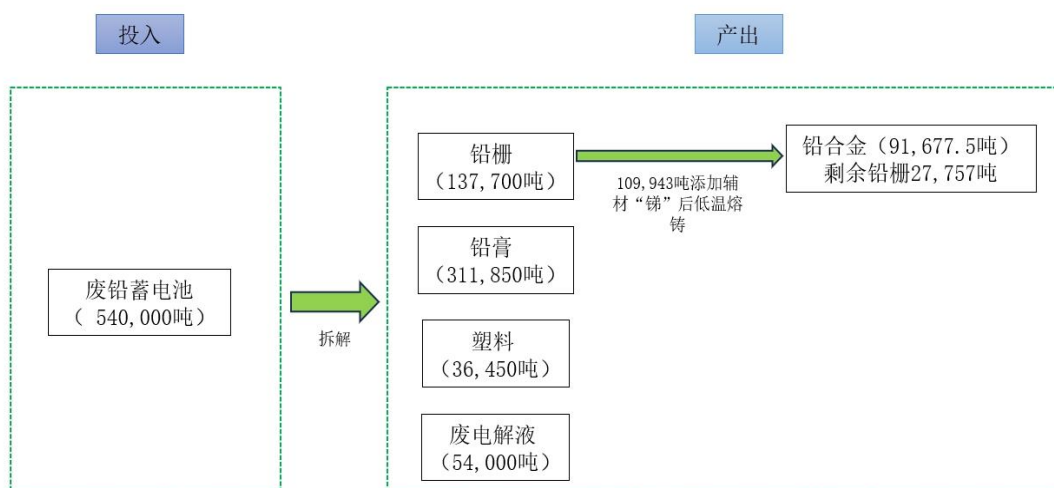 投入
产出
废铅蓄电池
（ 540,000吨）
拆解
铅栅
（137,700吨）
109,943吨添加辅
材“锑”后低温熔
铸
铅合金（91,677.5吨）
剩余铅栅27,757吨
铅膏
（311,850吨）
塑料
（36,450吨）
废电解液
（54,000吨）